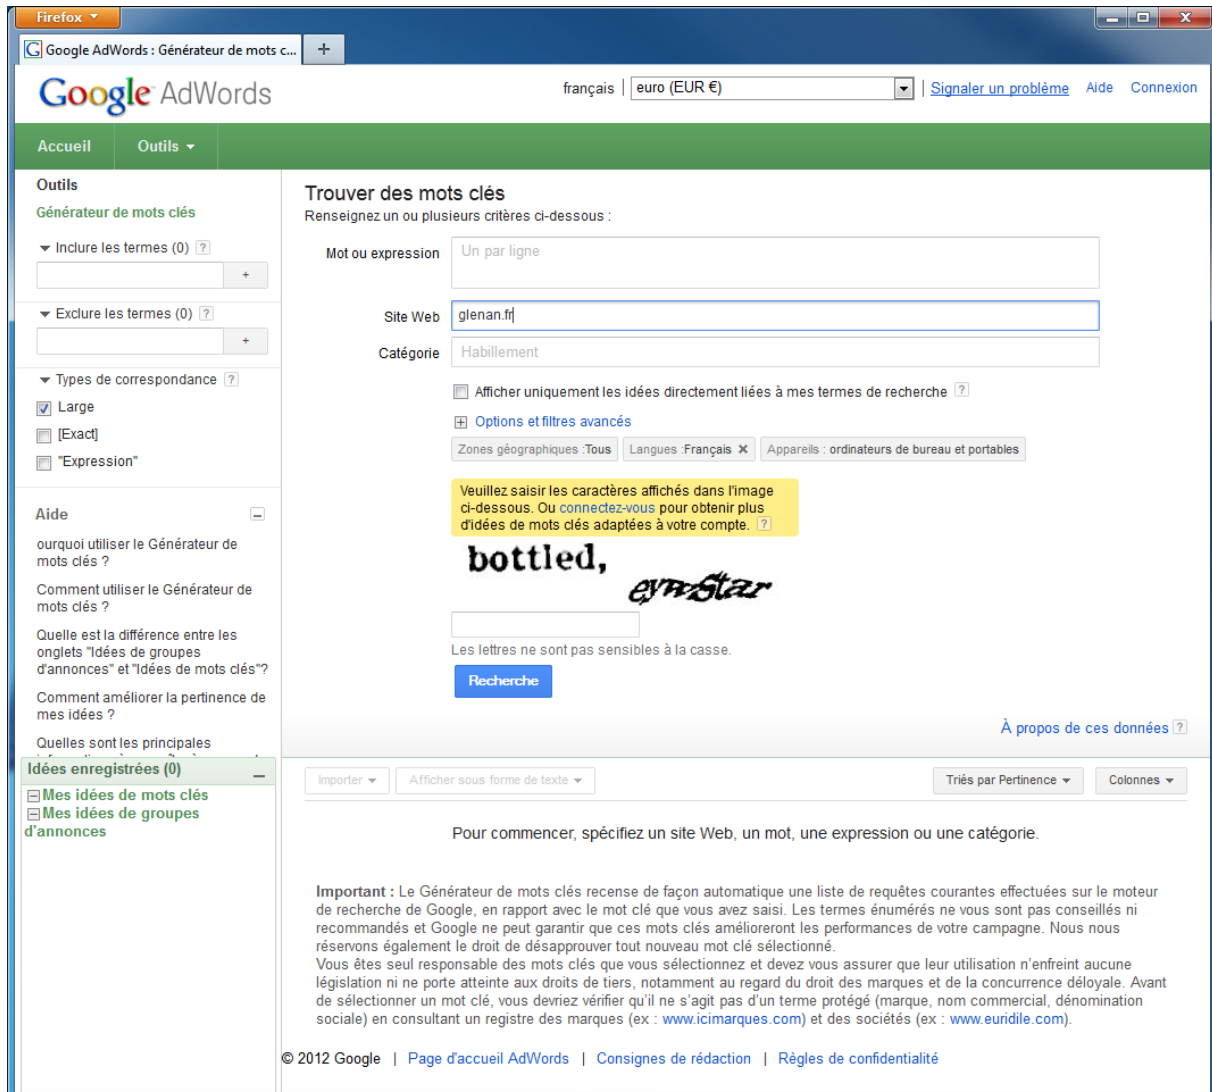 Firefox
Google AdWords : Générateur de mots c...
+
Google AdWords
français | euro (EUR €) | Signaler un problème Aide Connexion
Accueil Outils
Outils
Générateur de mots clés
Inclure les termes (0) ?
+
Exclure les termes (0) ?
+
Types de correspondance ?
Large
[Exact]
"Expression"
Aide
ourquoi utiliser le Générateur de
mots clés ?
Comment utiliser le Générateur de
mots clés ?
Quelle est la différence entre les
onglets "Idées de groupes
d'annonces" et "Idées de mots clés"?
Comment améliorer la pertinence de
mes idées ?
Quelles sont les principales
Idées enregistrées (0)
Mes idées de mots clés
Mes idées de groupes
d'annonces
Trouver des mots clés
Renseignez un ou plusieurs critères ci-dessous :
Mot ou expression Un par ligne
Site Web glenan.fr
Catégorie Habillement
Afficher uniquement les idées directement liées à mes termes de recherche ?
Options et filtres avancés
Zones géographiques :Tous Langues :Français Appareils : ordinateurs de bureau et portables
Veuillez saisir les caractères affichés dans l'image
ci-dessous. Ou connectez-vous pour obtenir plus
d'idées de mots clés adaptées à votre compte. ?
bottled,
Les lettres ne sont pas sensibles à la casse.
Recherche
À propos de ces données ?
Importer Afficher sous forme de texte Triés par Pertinence Colonnes
Pour commencer, spécifiez un site Web, un mot, une expression ou une catégorie.
Important : Le Générateur de mots clés recense de façon automatique une liste de requêtes courantes effectuées sur le moteur
de recherche de Google, en rapport avec le mot clé que vous avez saisi. Les termes énumérés ne vous sont pas conseillés ni
recommandés et Google ne peut garantir que ces mots clés amélioreront les performances de votre campagne. Nous nous
réservons également le droit de désapprouver tout nouveau mot clé sélectionné.
Vous êtes seul responsable des mots clés que vous sélectionnez et devez vous assurer que leur utilisation n'enfreint aucune
législation ni ne porte atteinte aux droits de tiers, notamment au regard du droit des marques et de la concurrence déloyale. Avant
de sélectionner un mot clé, vous devriez vérifier qu'il ne s'agit pas d'un terme protégé (marque, nom commercial, dénomination
sociale) en consultant un registre des marques (ex : www.icimarques.com) et des sociétés (ex : www.euridile.com).
© 2012 Google | Page d'accueil AdWords | Consignes de rédaction | Règles de confidentialité